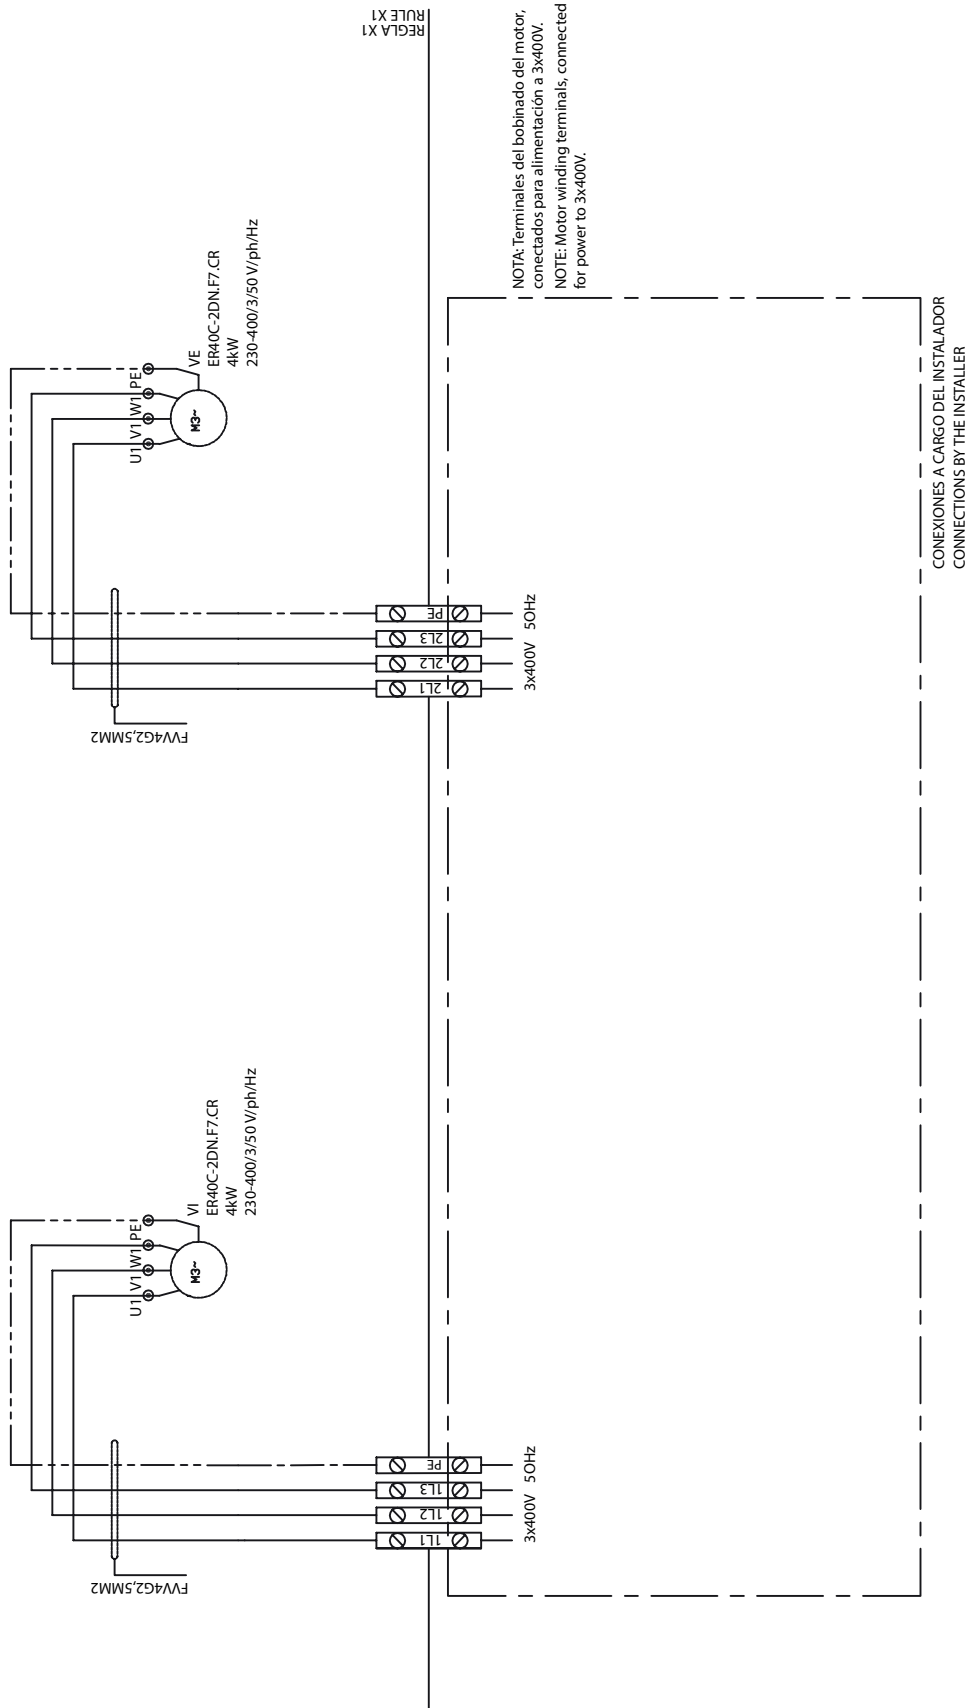 REGLA X1
RULE X1
FVV4G2,5MM2
U1 V1 W1 PE
M3~
VI
ER40C-2DN.F7.CR
4kW
230-400/3/50 V/ph/Hz
1L1 1L2 1L3 PE
3x400V 50Hz
FVV4G2,5MM2
U1 V1 W1 PE
M3~
VE
ER40C-2DN.F7.CR
4kW
230-400/3/50 V/ph/Hz
2L1 2L2 2L3 PE
3x400V 50Hz
NOTA: Terminales del bobinado del motor,
conectados para alimentación a 3x400V.
NOTE: Motor winding terminals, connected
for power to 3x400V.
CONEXIONES A CARGO DEL INSTALADOR
CONNECTIONS BY THE INSTALLER